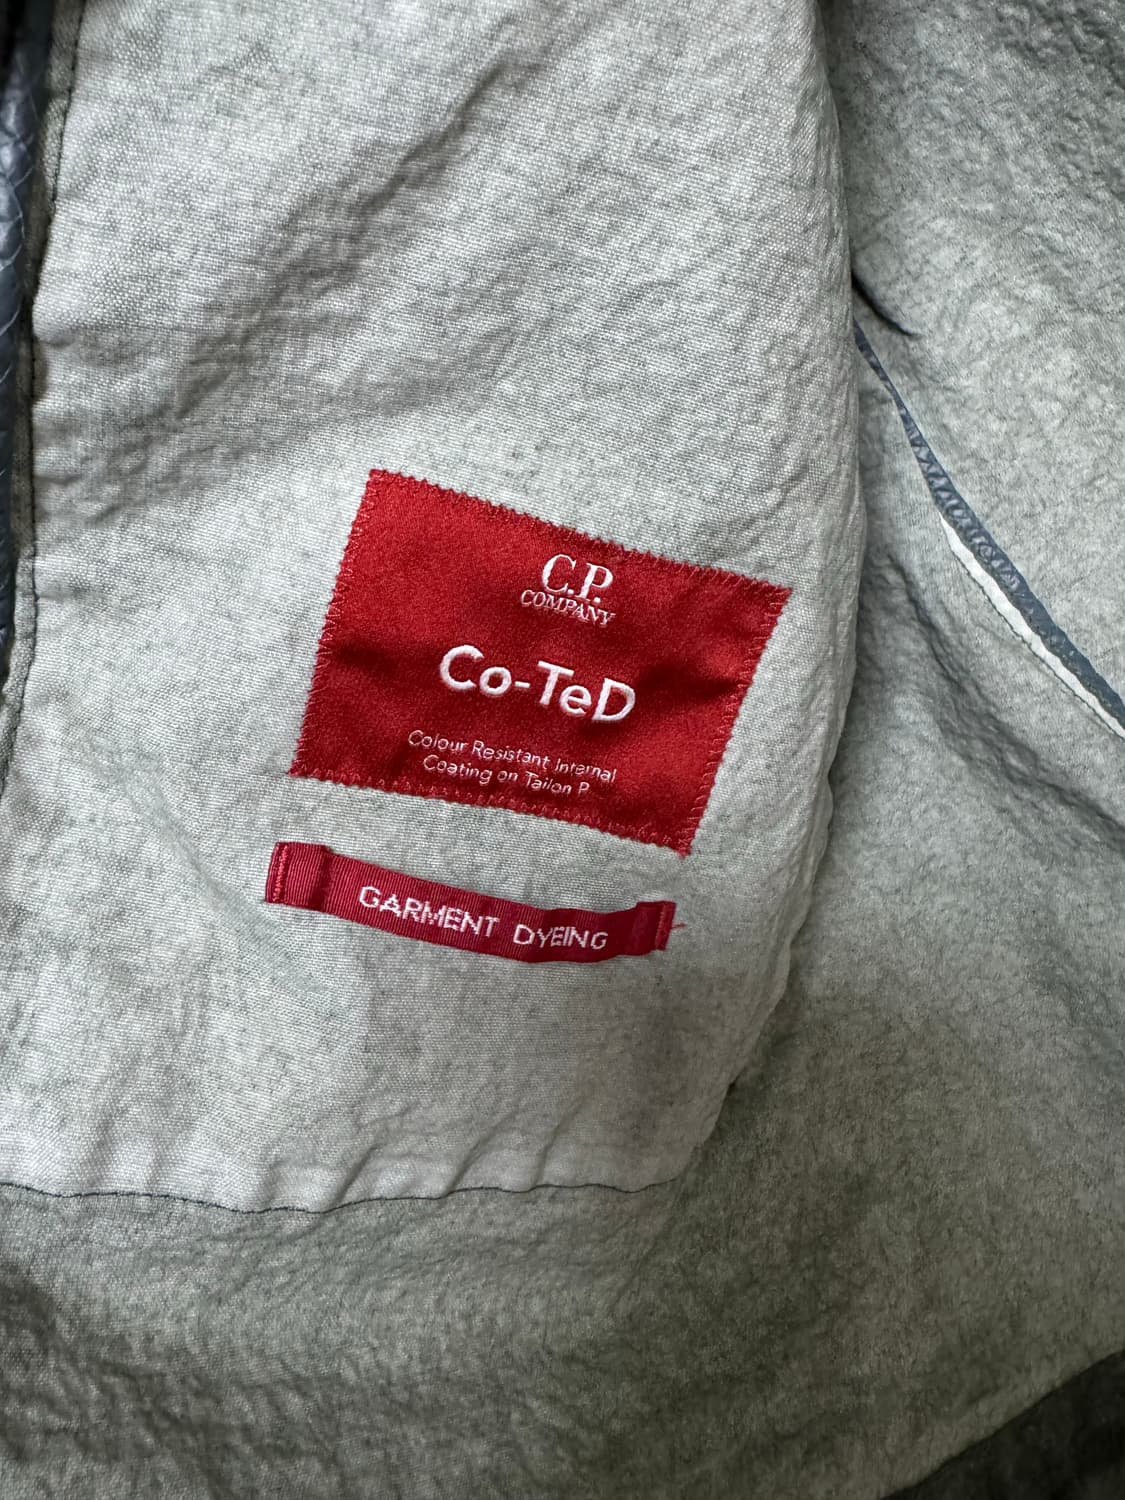 C.P.
COMPANY
Co-TeD
Colour Resistant Internal
Coating on Tailon P
GARMENT DYEING